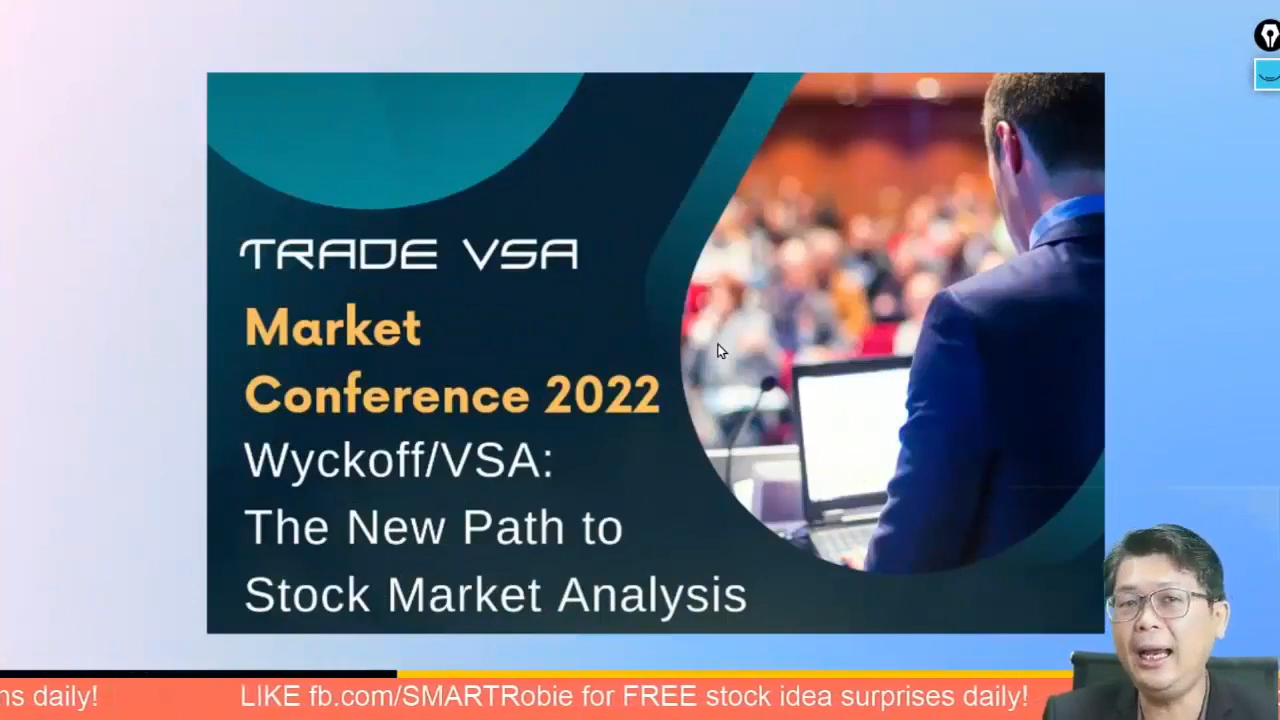 TRADE VSA
Market
Conference 2022
Wyckoff/VSA:
The New Path to
Stock Market Analysis
ns daily! LIKE fb.com/SMARTRobie for FREE stock idea surprises daily!